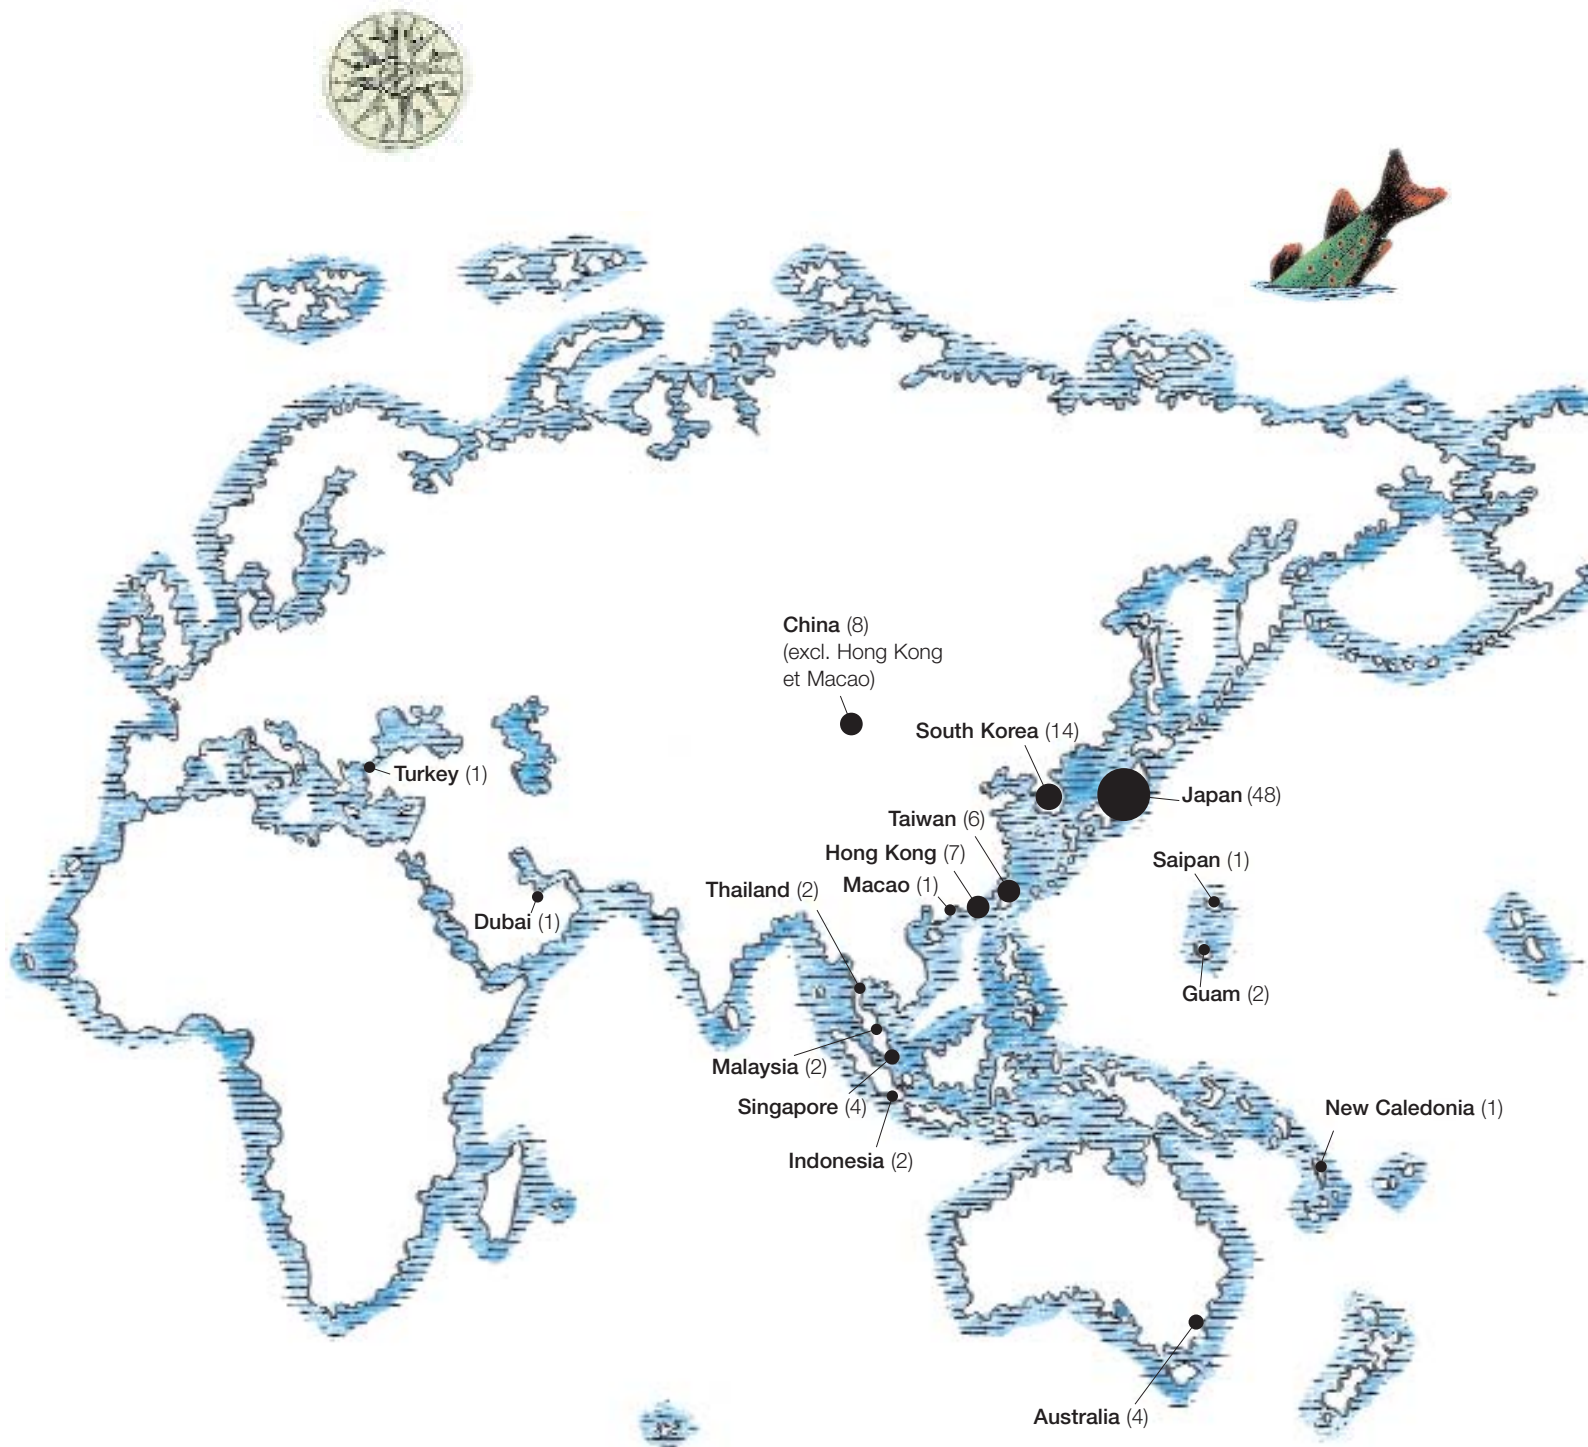 China (8)
(excl. Hong Kong
et Macao)
South Korea (14)
Turkey (1)
Japan (48)
Taiwan (6)
Hong Kong (7)
Saipan (1)
Macao (1)
Thailand (2)
Dubai (1)
Guam (2)
Malaysia (2)
Singapore (4)
New Caledonia (1)
Indonesia (2)
Australia (4)